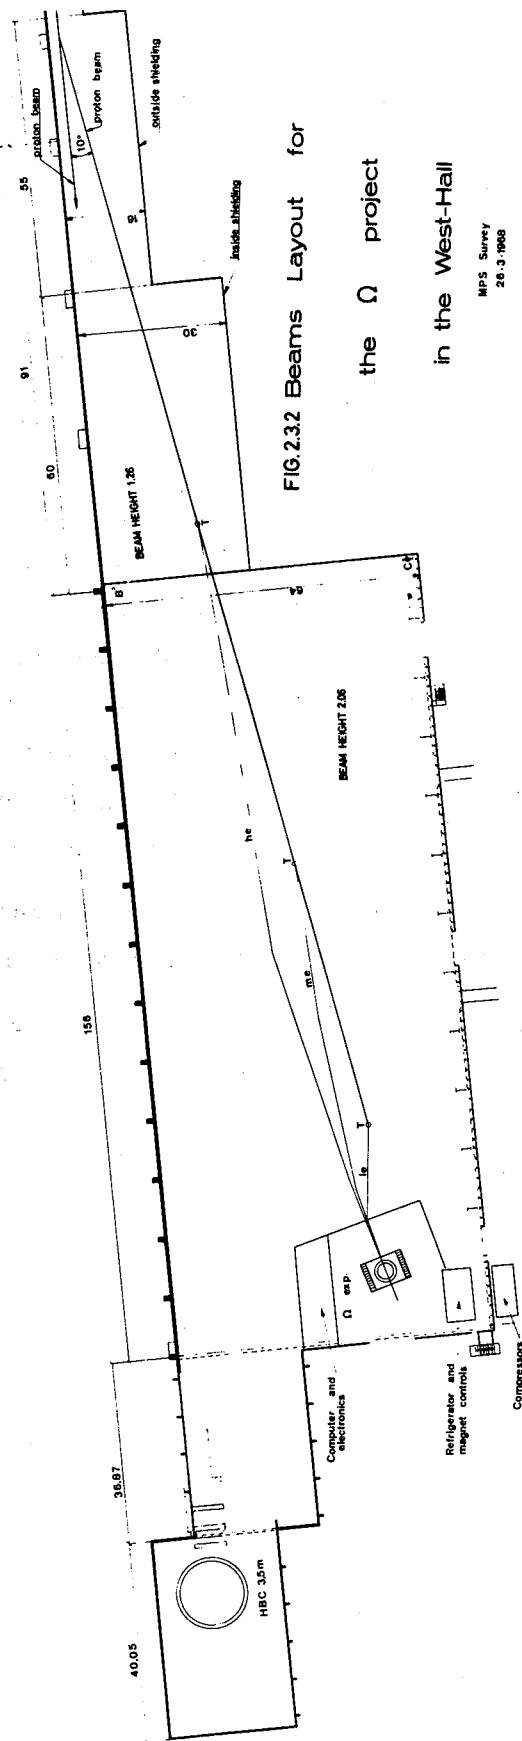 proton beam
10°
proton beam
outside shielding
55
inside shielding
30
91
60
BEAM HEIGHT 1.26
T
B'
FIG. 2.3.2 Beams Layout for
the Ω project
in the West-Hall
MPS Survey
26-3-1968
C'
BEAM HEIGHT 2.05
he
T
me
156
T
le
Ω exp.
Computer and
electronics
Refrigerator and
magnet controls
Compressors
36.87
HBC 3,5m
40.05